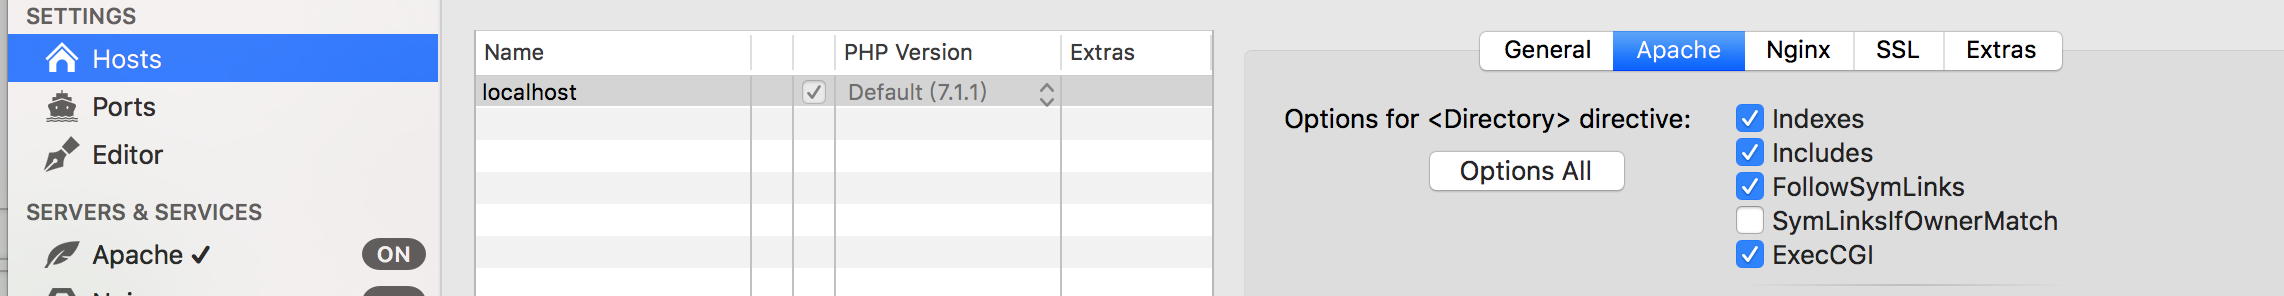 SETTINGS
Hosts
Ports
Editor
SERVERS & SERVICES
Apache ✓ ON
Name PHP Version Extras
localhost Default (7.1.1)
General Apache Nginx SSL Extras
Options for <Directory> directive:
Options All
Indexes
Includes
FollowSymLinks
SymLinksIfOwnerMatch
ExecCGI